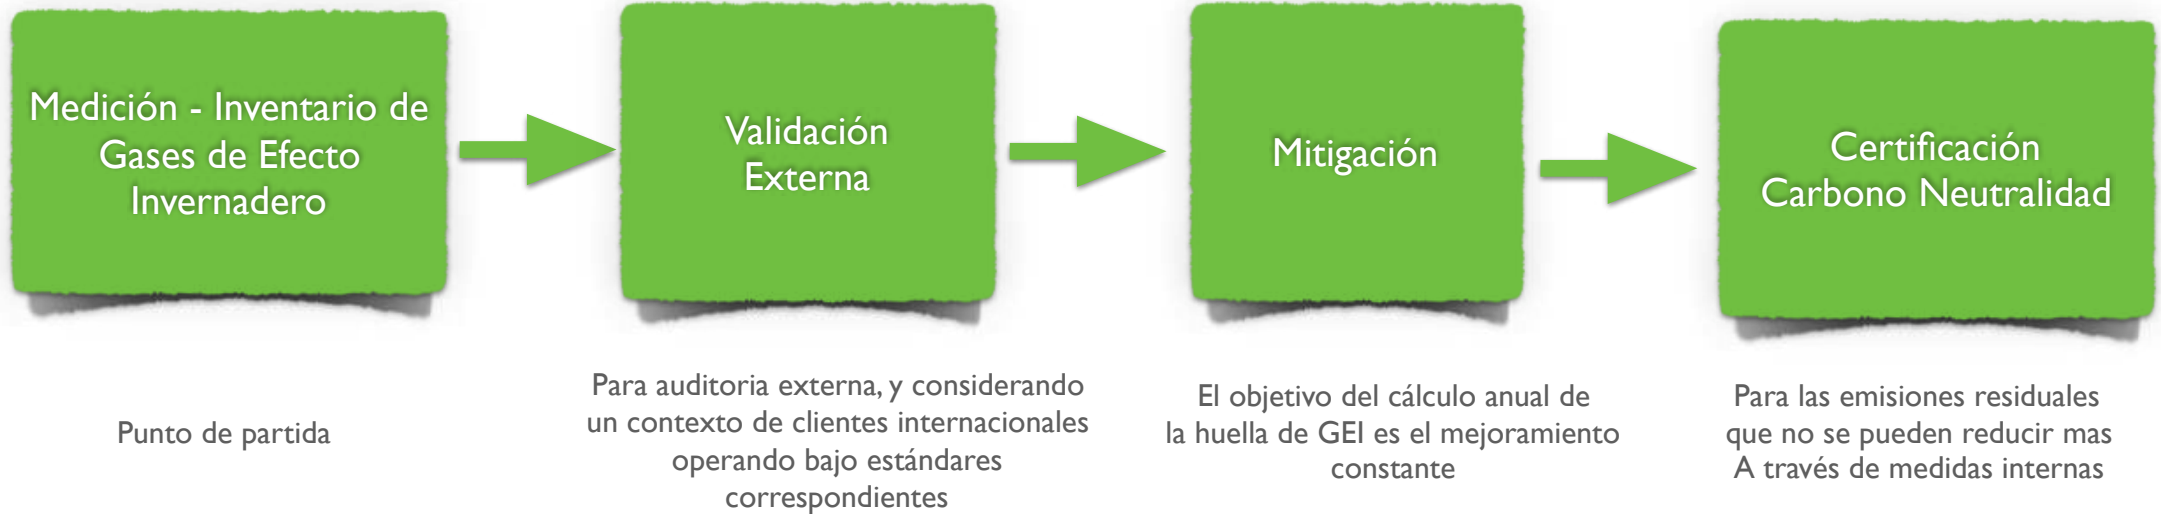 Medición - Inventario de
Gases de Efecto
Invernadero
Validación
Externa
Mitigación
Certificación
Carbono Neutralidad
Punto de partida
Para auditoria externa, y considerando
un contexto de clientes internacionales
operando bajo estándares
correspondientes
El objetivo del cálculo anual de
la huella de GEI es el mejoramiento
constante
Para las emisiones residuales
que no se pueden reducir mas
A través de medidas internas